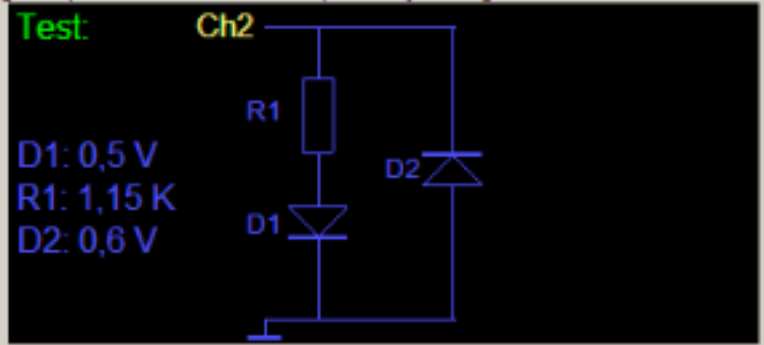 Test: Ch2
R1
D1: 0,5 V
D2
R1: 1,15 K
D1
D2: 0,6 V